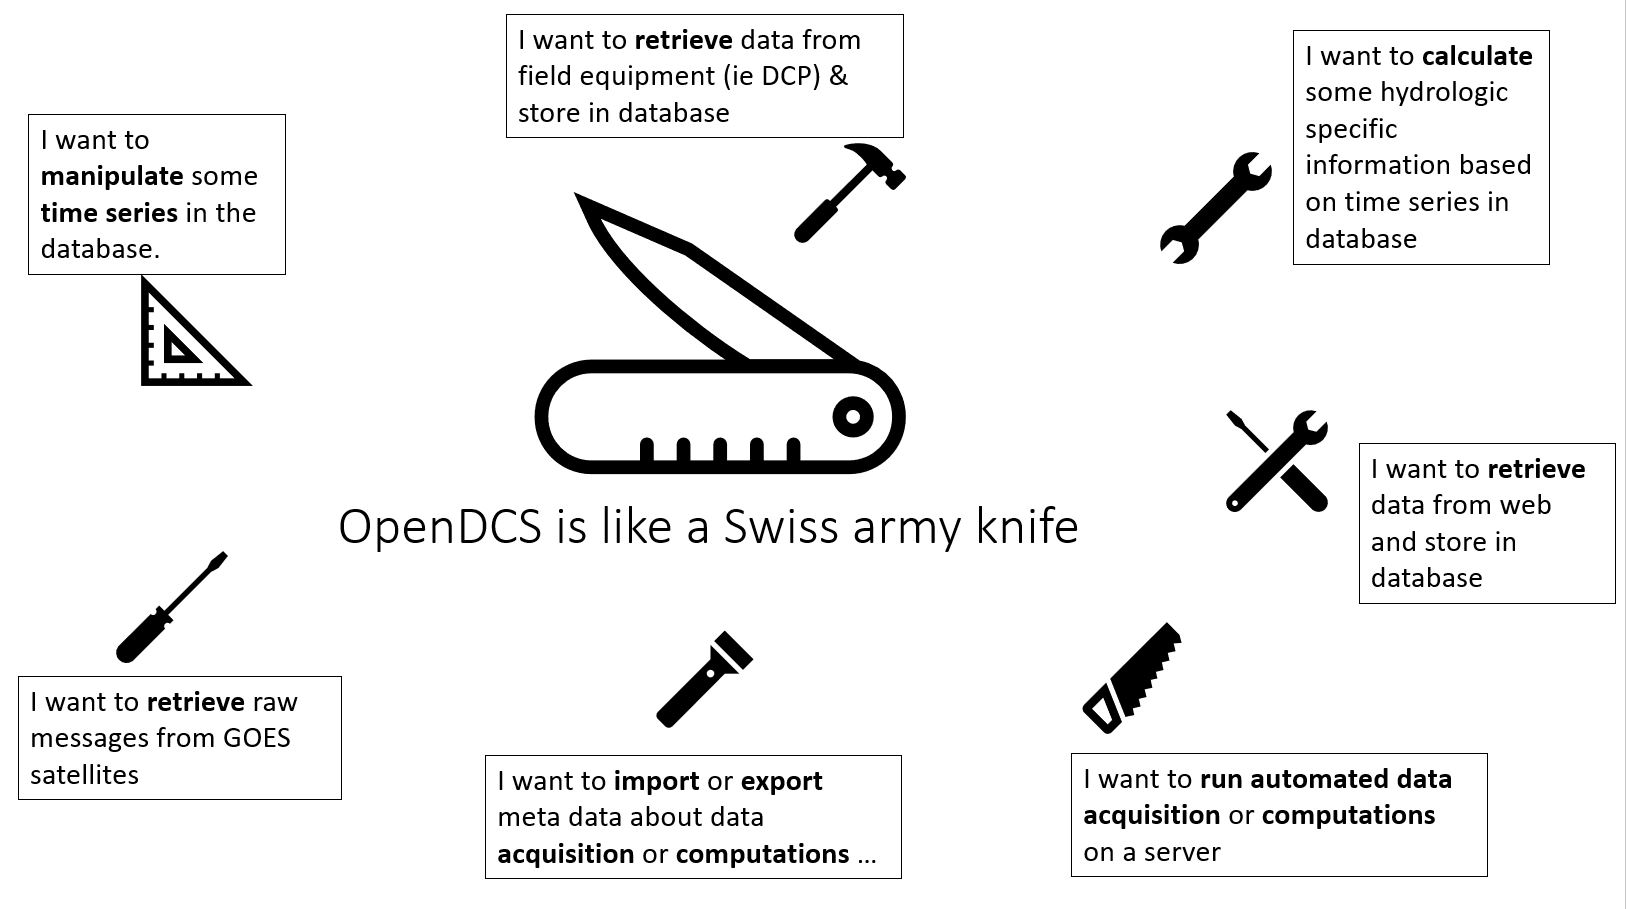 I want to retrieve data from
field equipment (ie DCP) &
store in database
I want to calculate
some hydrologic
specific
information based
on time series in
database
I want to
manipulate some
time series in the
database.
I want to retrieve
data from web
and store in
database
OpenDCS is like a Swiss army knife
I want to retrieve raw
messages from GOES
satellites
I want to import or export
meta data about data
acquisition or computations ...
I want to run automated data
acquisition or computations
on a server